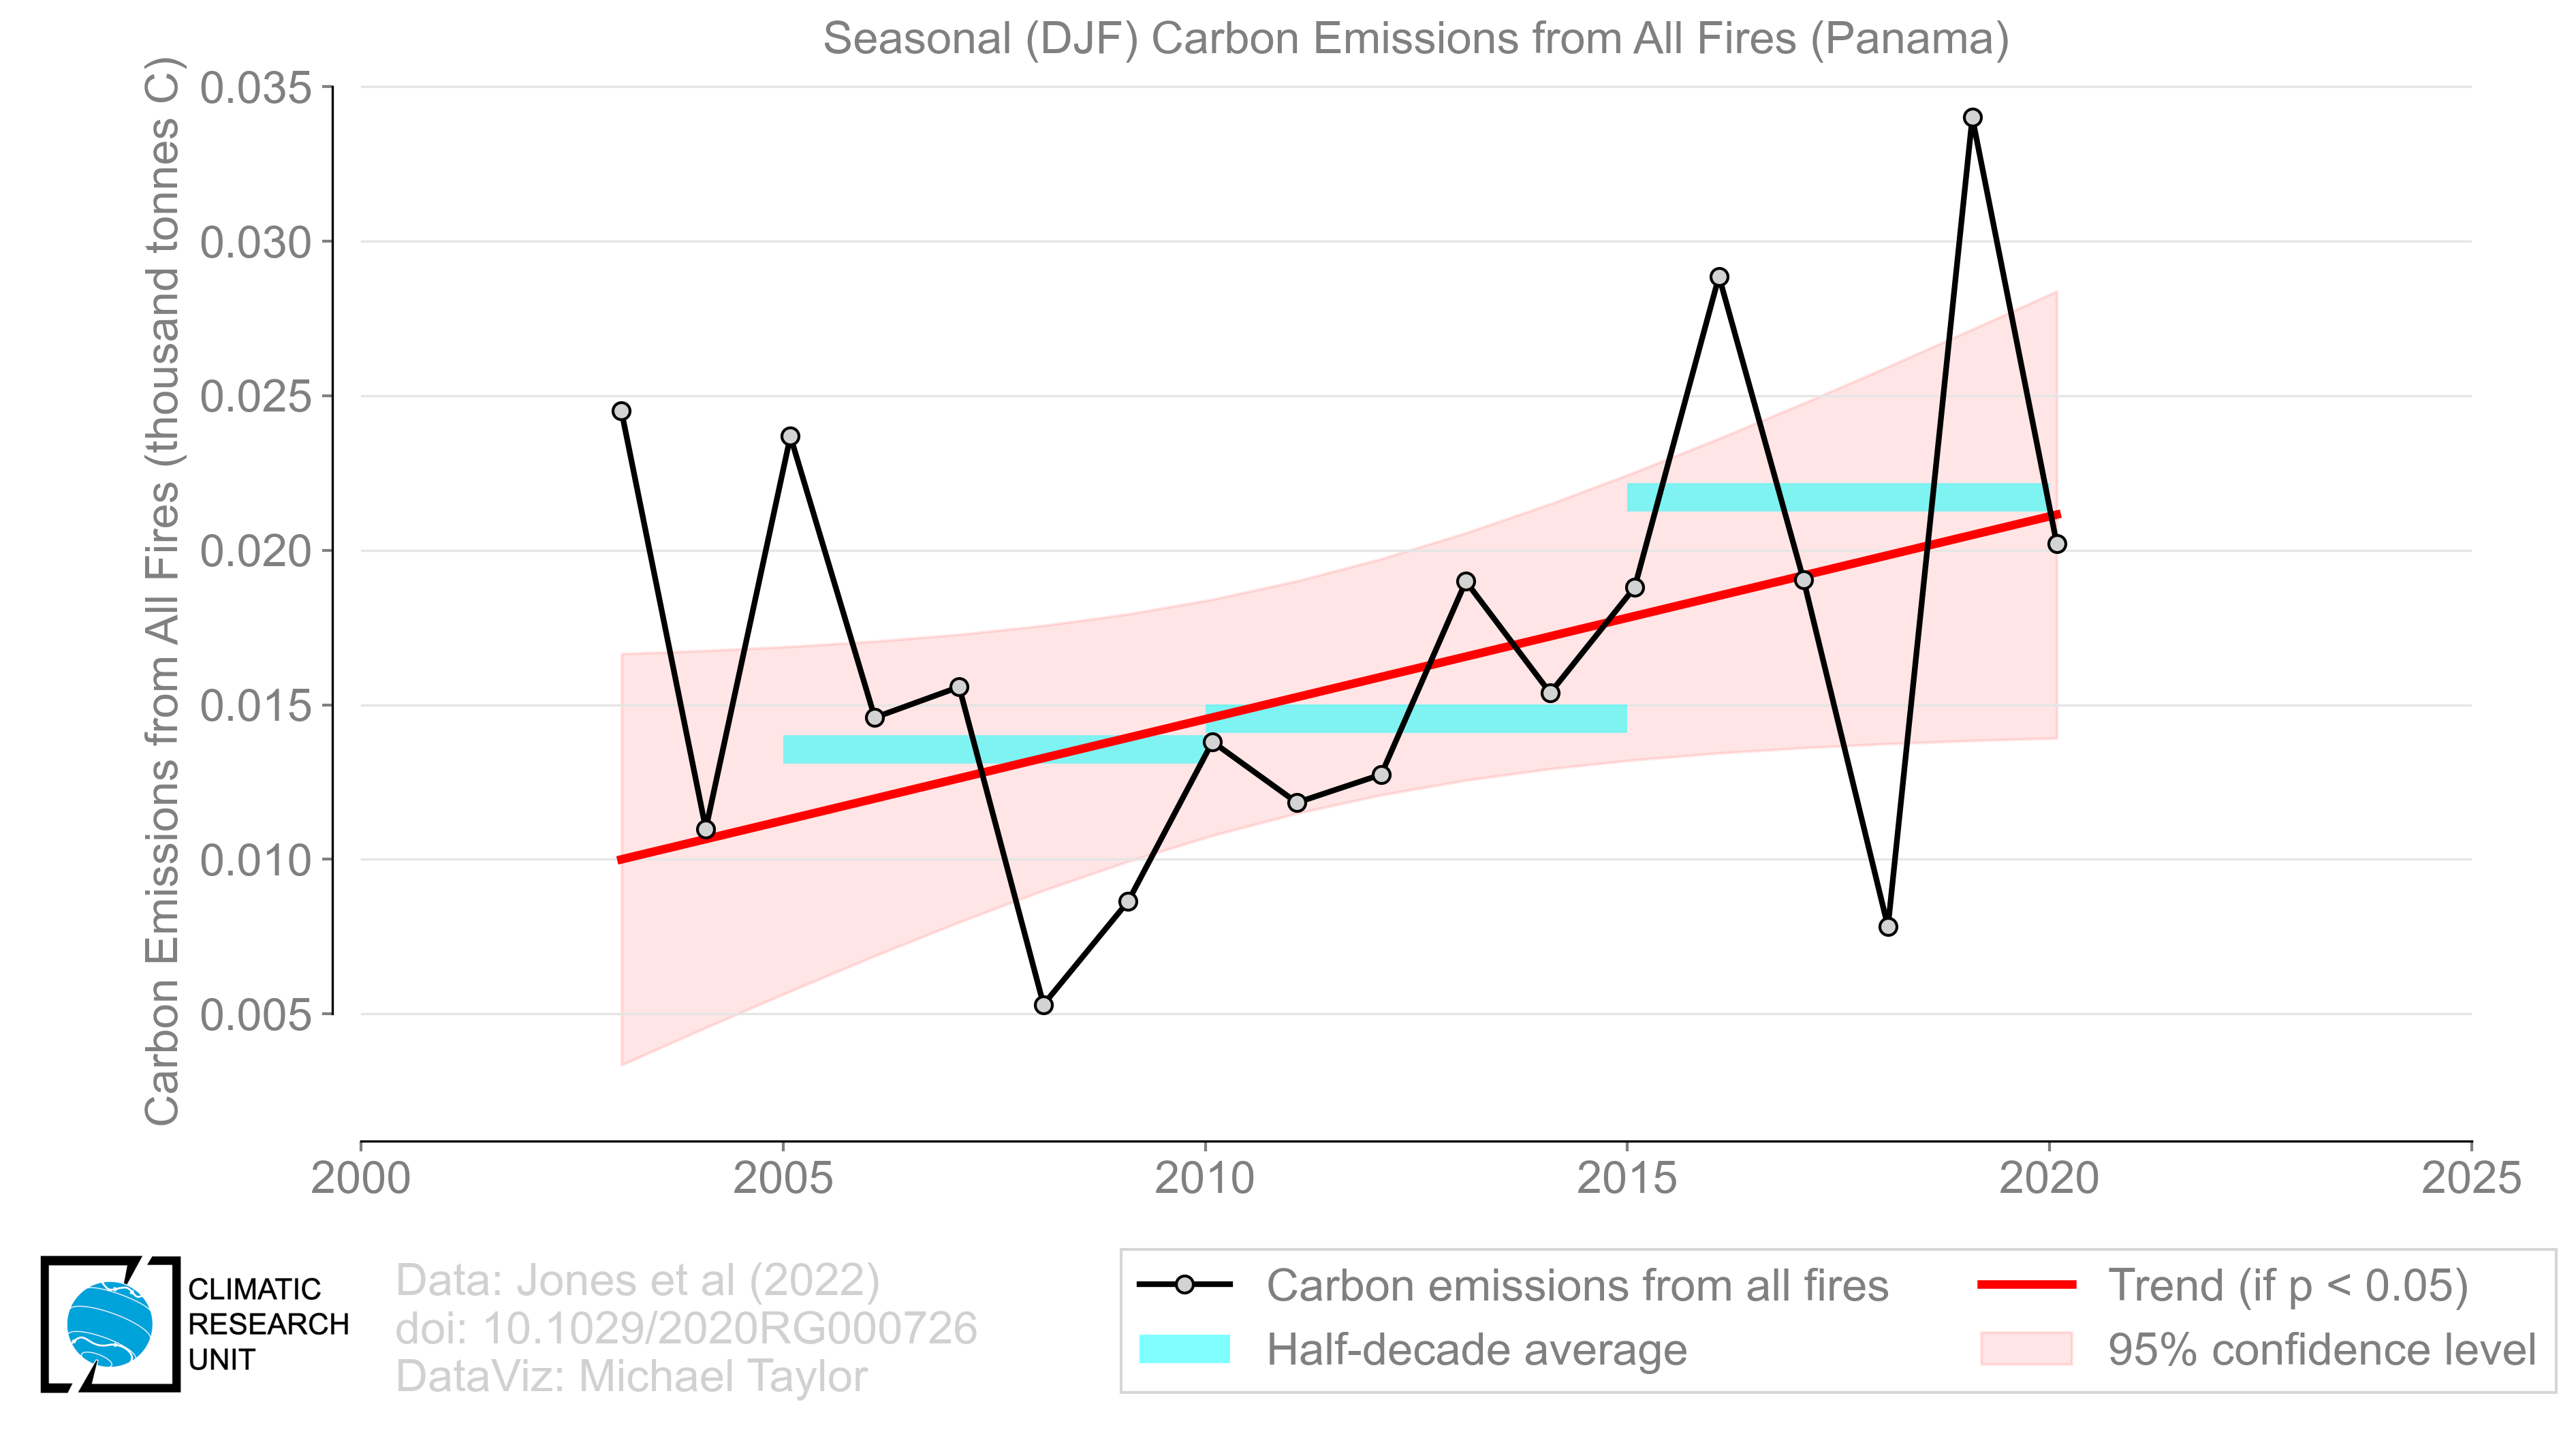 Seasonal (DJF) Carbon Emissions from All Fires (Panama)
Carbon Emissions from All Fires (thousand tonnes C)
0.035
0.030
0.025
0.020
0.015
0.010
0.005
2000 2005 2010 2015 2020 2025
CLIMATIC
RESEARCH
UNIT
Data: Jones et al (2022)
doi: 10.1029/2020RG000726
DataViz: Michael Taylor
Carbon emissions from all fires
Half-decade average
Trend (if p < 0.05)
95% confidence level